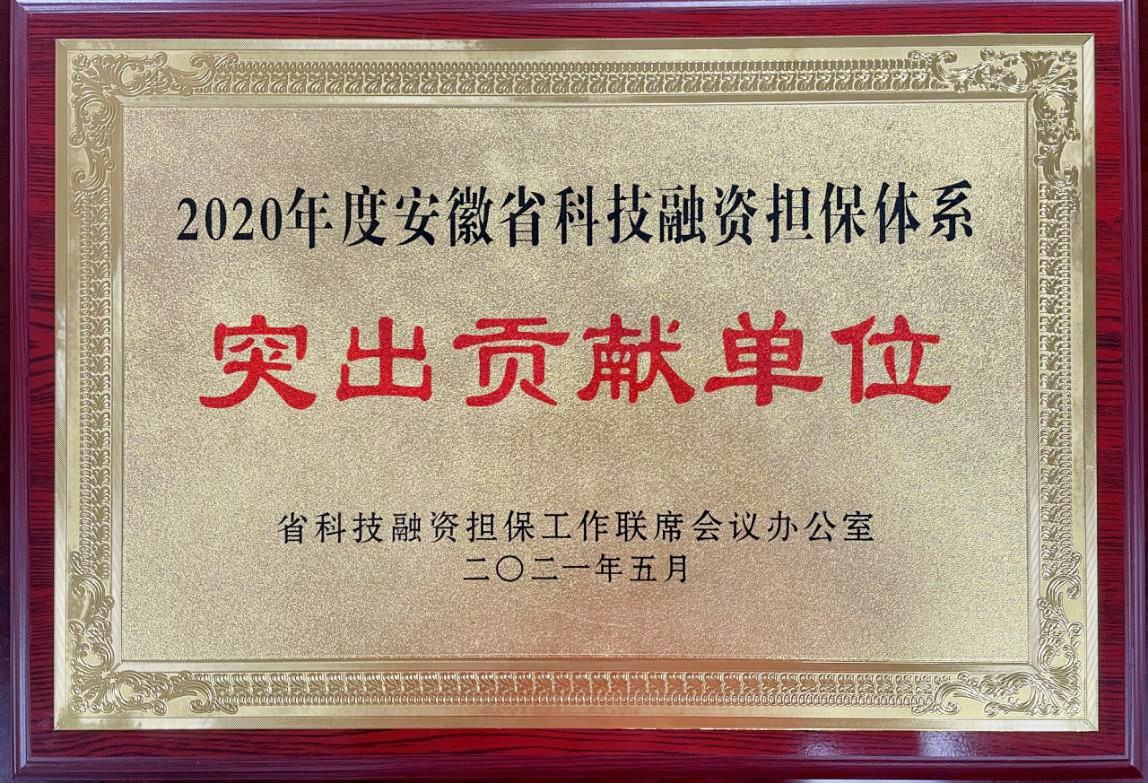 2020年度安徽省科技融资担保体系
突出贡献单位
省科技融资担保工作联席会议办公室
二〇二一年五月